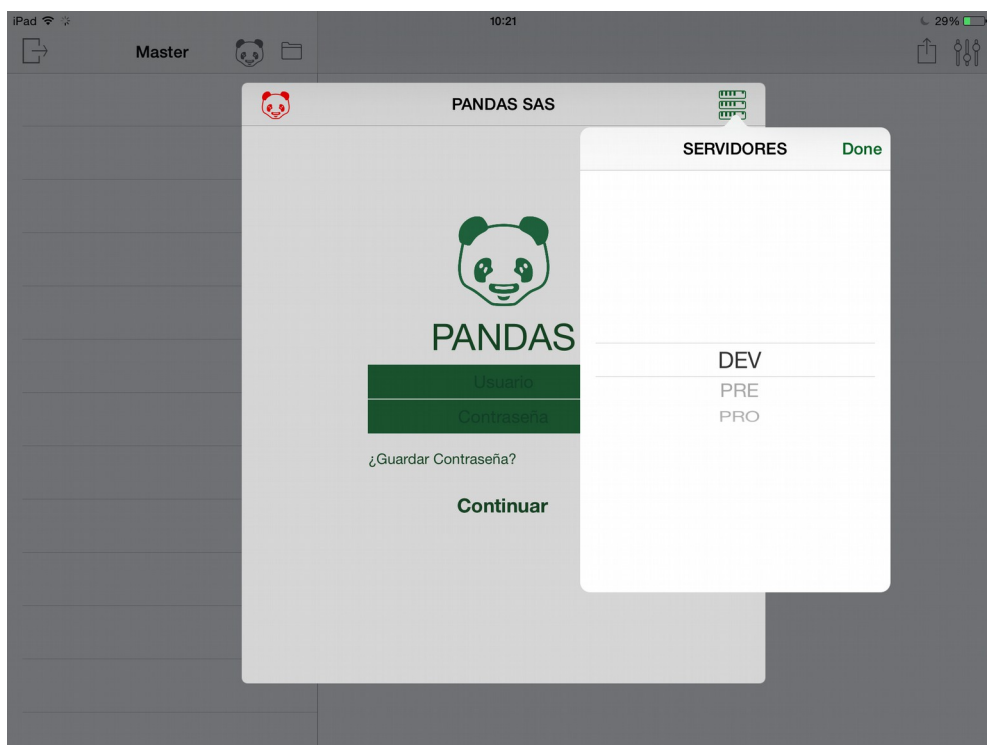 iPad 10:21 29%
Master
PANDAS SAS
SERVIDORES Done
PANDAS
Usuario
Contraseña
¿Guardar Contraseña?
Continuar
DEV
PRE
PRO